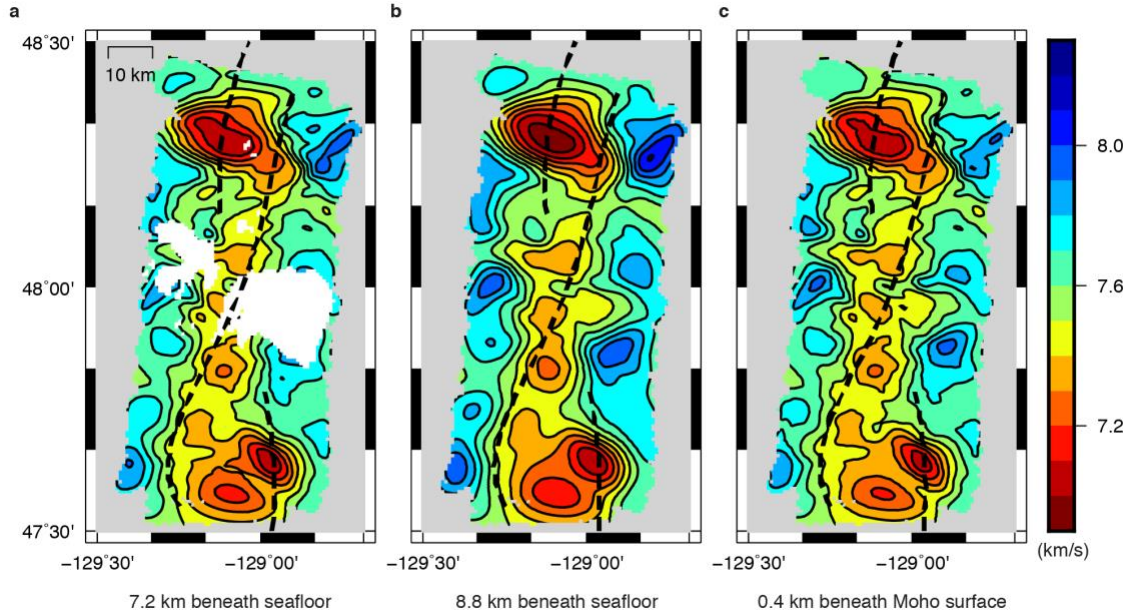 a b c
48°30'
10 km
8.0
48°00'
7.6
7.2
47°30'
(km/s)
−129°30' −129°00' −129°30' −129°00' −129°30' −129°00'
7.2 km beneath seafloor 8.8 km beneath seafloor 0.4 km beneath Moho surface